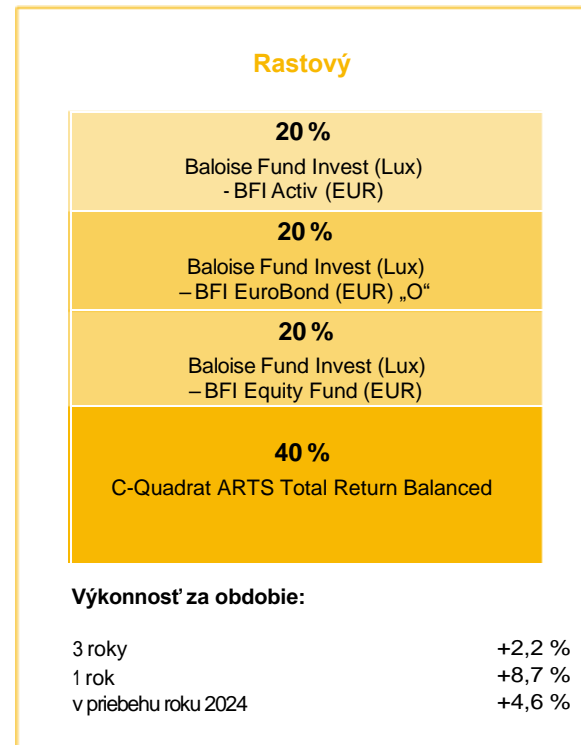 Rastový
20 %
Baloise Fund Invest (Lux)
- BFI Activ (EUR)
20 %
Baloise Fund Invest (Lux)
– BFI EuroBond (EUR) „O“
20 %
Baloise Fund Invest (Lux)
– BFI Equity Fund (EUR)
40 %
C-Quadrat ARTS Total Return Balanced
Výkonnosť za obdobie:
3 roky +2,2 %
1 rok +8,7 %
v priebehu roku 2024 +4,6 %